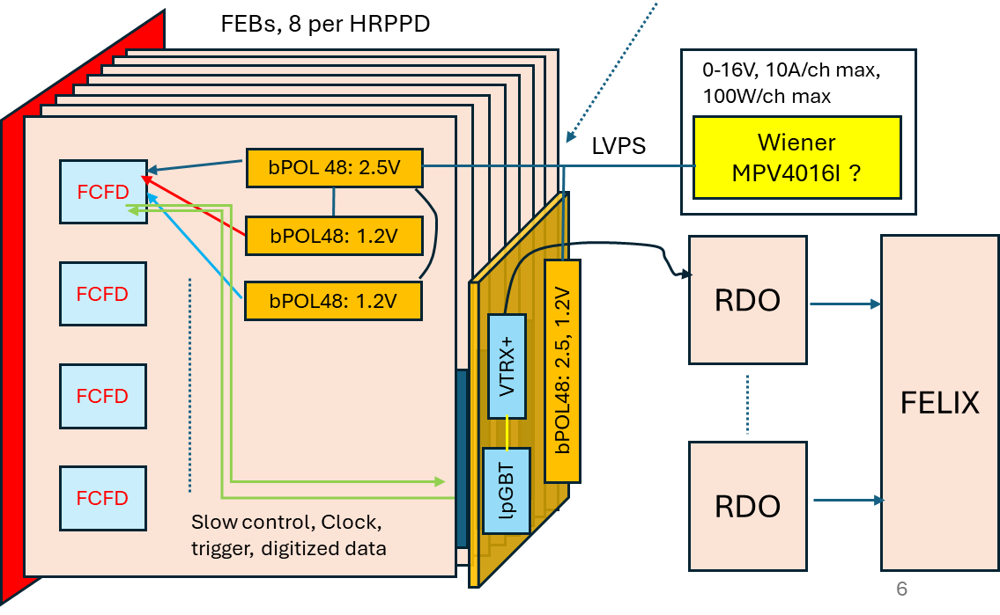 FEBs, 8 per HRPPD
0-16V, 10A/ch max,
100W/ch max
Wiener
MPV4016I ?
LVPS
bPOL 48: 2.5V
bPOL48: 1.2V
bPOL48: 1.2V
FCFD
FCFD
FCFD
FCFD
Slow control, Clock,
trigger, digitized data
VTRX+
lpGBT
bPOL48: 2.5, 1.2V
RDO
RDO
FELIX
6